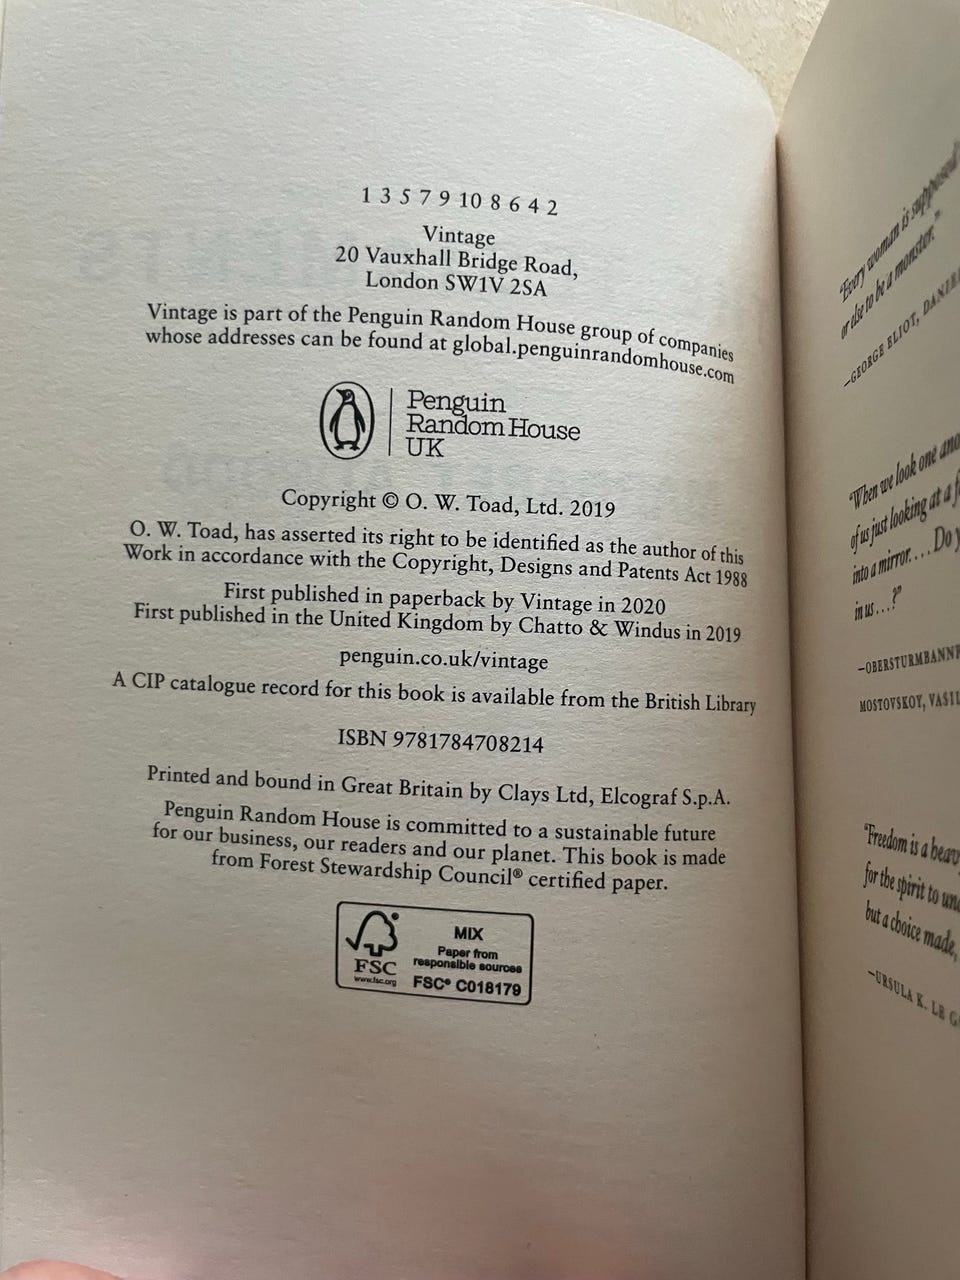 1 3 5 7 9 10 8 6 4 2
Vintage
20 Vauxhall Bridge Road,
London SW1V 2SA
Vintage is part of the Penguin Random House group of companies
whose addresses can be found at global.penguinrandomhouse.com
Penguin
Random House
UK
Copyright © O. W. Toad, Ltd. 2019
O. W. Toad, has asserted its right to be identified as the author of this
Work in accordance with the Copyright, Designs and Patents Act 1988
First published in paperback by Vintage in 2020
First published in the United Kingdom by Chatto & Windus in 2019
penguin.co.uk/vintage
A CIP catalogue record for this book is available from the British Library
ISBN 9781784708214
Printed and bound in Great Britain by Clays Ltd, Elcograf S.p.A.
Penguin Random House is committed to a sustainable future
for our business, our readers and our planet. This book is made
from Forest Stewardship Council® certified paper.
FSC
www.fsc.org
MIX
Paper from
responsible sources
FSC® C018179
"Every woman is supposed
or else to be a monster."
—GEORGE ELIOT,
"When we look one
of us just looking at a
into a mirror. . . . Do
in us . . . ?"
MOSTOVSKOY,
"Freedom is a
for the spirit to
but a choice made,
—URSULA K. LE